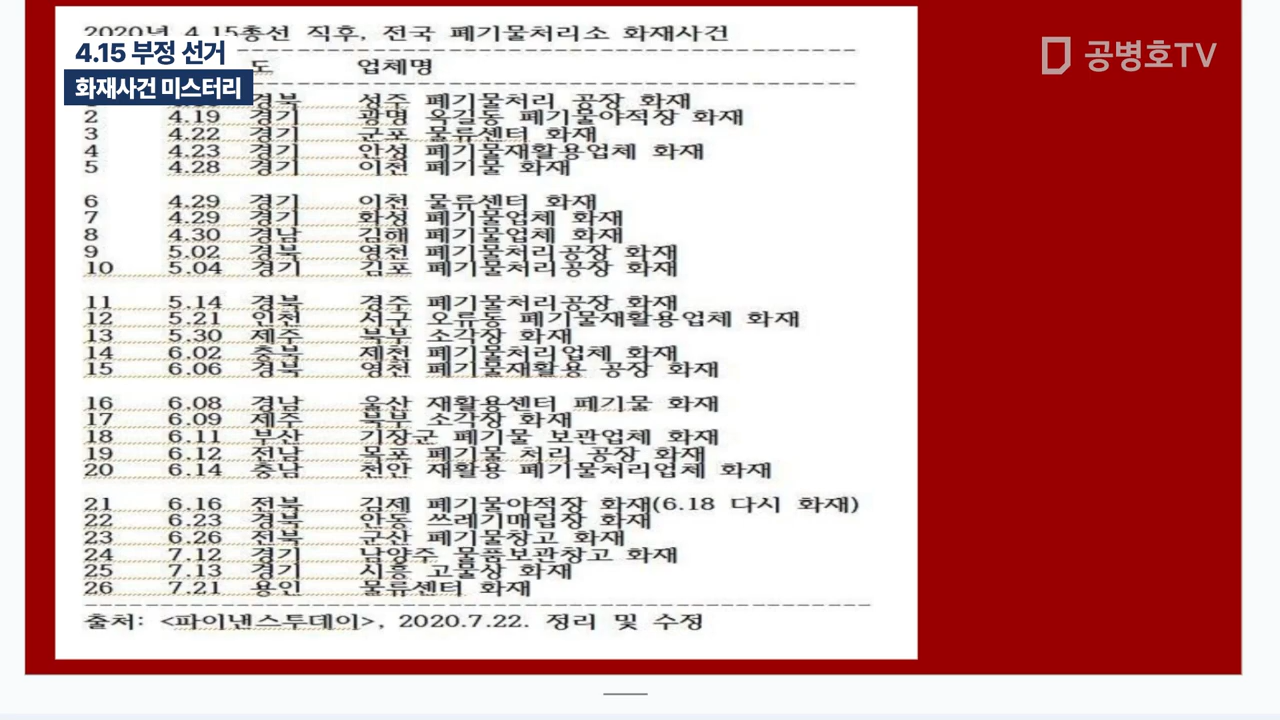 2020년 4.15총선 직후, 전국 폐기물처리소 화재사건
4.15 부정 선거
화재사건 미스터리
공병호TV
도 업체명
경북 성주 폐기물처리 공장 화재
2 4.19 경기 광명 옥길동 폐기물야적장 화재
3 4.22 경기 군포 물류센터 화재
4 4.23 경기 안성 폐기물재활용업체 화재
5 4.28 경기 이천 폐기물 화재
6 4.29 경기 이천 물류센터 화재
7 4.29 경기 화성 폐기물업체 화재
8 4.30 경남 김해 폐기물업체 화재
9 5.02 경북 영천 폐기물처리공장 화재
10 5.04 경기 김포 폐기물처리공장 화재
11 5.14 경북 경주 폐기물처리공장 화재
12 5.21 인천 서구 오류동 폐기물재활용업체 화재
13 5.30 제주 북부 소각장 화재
14 6.02 충북 제천 폐기물처리업체 화재
15 6.06 경북 영천 폐기물재활용 공장 화재
16 6.08 경남 울산 재활용센터 폐기물 화재
17 6.09 제주 북부 소각장 화재
18 6.11 부산 기장군 폐기물 보관업체 화재
19 6.12 전남 목포 폐기물 처리 공장 화재
20 6.14 충남 천안 재활용 폐기물처리업체 화재
21 6.16 전북 김제 폐기물야적장 화재(6.18 다시 화재)
22 6.23 경북 안동 쓰레기매립장 화재
23 6.26 전북 군산 폐기물창고 화재
24 7.12 경기 남양주 물품보관창고 화재
25 7.13 경기 시흥 고물상 화재
26 7.21 용인 물류센터 화재
출처: <파이낸스투데이>, 2020.7.22. 정리 및 수정